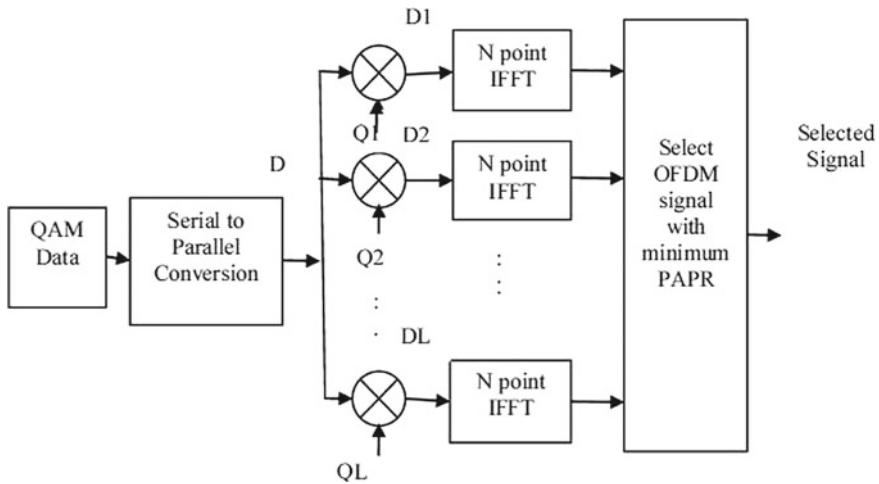 D1
N point
IFFT
Q1
D2
D
N point
IFFT
Select
OFDM
signal
with
minimum
PAPR
Selected
Signal
QAM
Data
Serial to
Parallel
Conversion
Q2
DL
N point
IFFT
QL